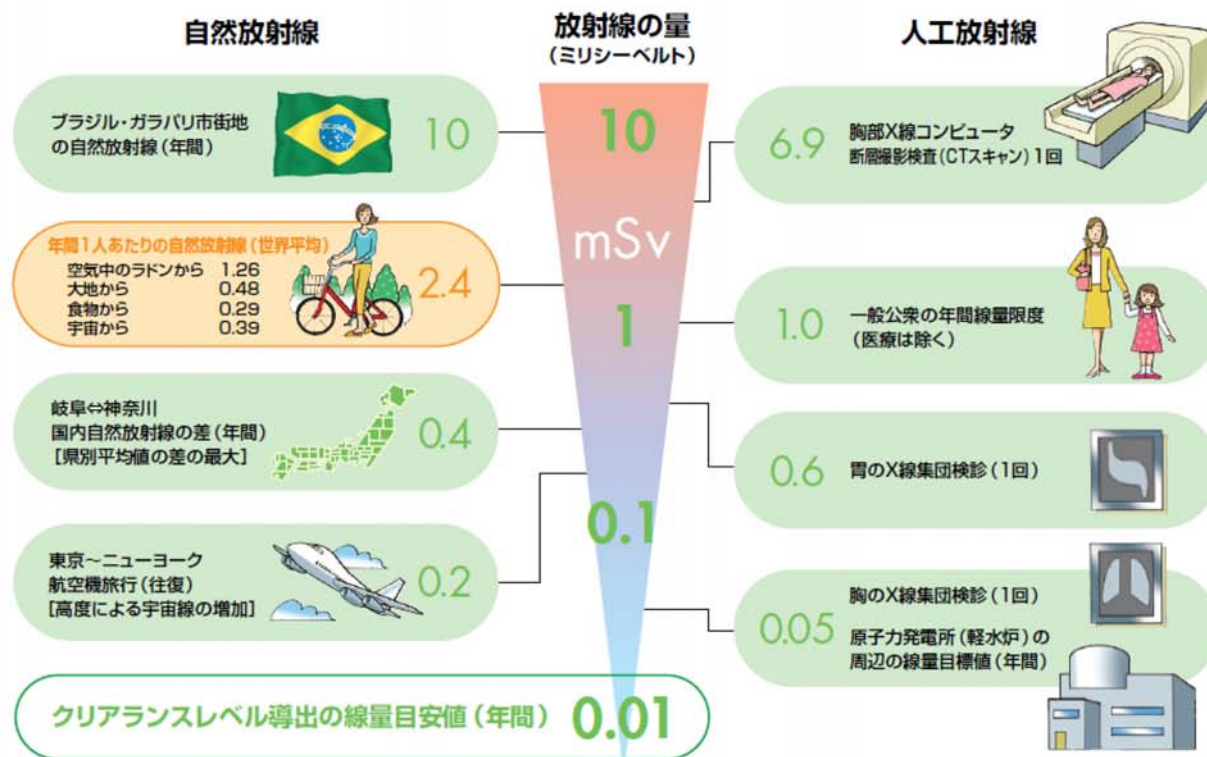 自然放射線
放射線の量
(ミリシーベルト)
人工放射線
ブラジル・ガラパリ市街地
の自然放射線(年間)
10
年間1人あたりの自然放射線(世界平均)
空気中のラドンから 1.26
大地から 0.48
食物から 0.29
宇宙から 0.39
2.4
岐阜⇔神奈川
国内自然放射線の差(年間)
[県別平均値の差の最大]
0.4
東京~ニューヨーク
航空機旅行(往復)
[高度による宇宙線の増加]
0.2
クリアランスレベル導出の線量目安値(年間)
10
mSv
1
0.1
0.01
6.9
胸部X線コンピュータ
断層撮影検査(CTスキャン)1回
1.0
一般公衆の年間線量限度
(医療は除く)
0.6
胃のX線集団検診(1回)
0.05
胸のX線集団検診(1回)
原子力発電所(軽水炉)の
周辺の線量目標値(年間)